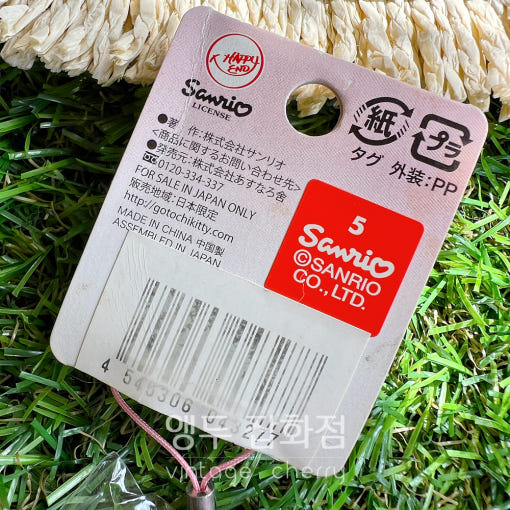 K HAPPY
END
Sanrio
LICENSE
●著 作:株式会社サンリオ
<商品に関するお問い合わせ先>
●発売元:株式会社あすなろ舎
0120-334-337
FOR SALE IN JAPAN ONLY
販売地域:日本限定
http://gotochikitty.com
MADE IN CHINA 中国製
ASSEMBLED IN JAPAN
紙
タグ
プラ
外装:PP
5
Sanrio
©SANRIO
CO., LTD.
앵두 잡화점
vintage cherry